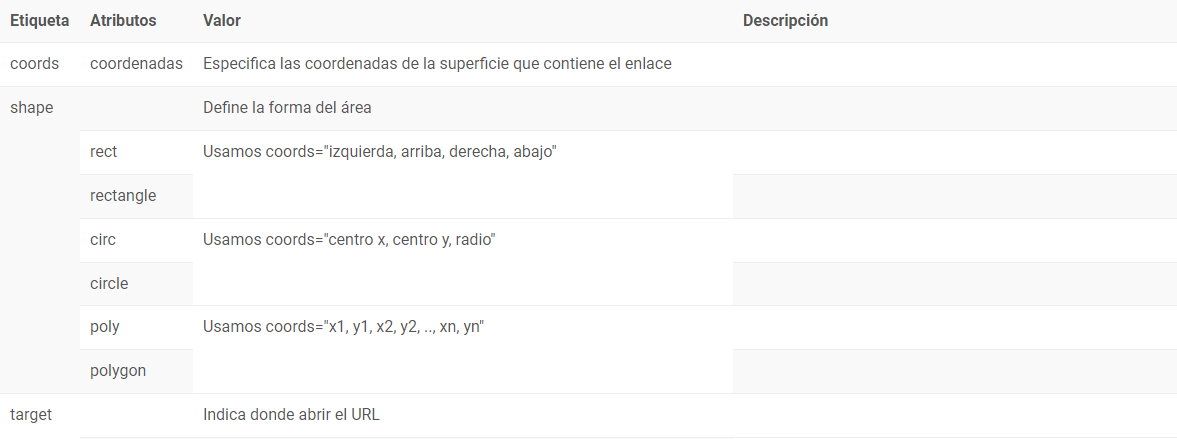 Etiqueta Atributos Valor Descripción
coords coordenadas Especifica las coordenadas de la superficie que contiene el enlace
shape Define la forma del área
rect Usamos coords="izquierda, arriba, derecha, abajo"
rectangle
circ Usamos coords="centro x, centro y, radio"
circle
poly Usamos coords="x1, y1, x2, y2, .., xn, yn"
polygon
target Indica donde abrir el URL